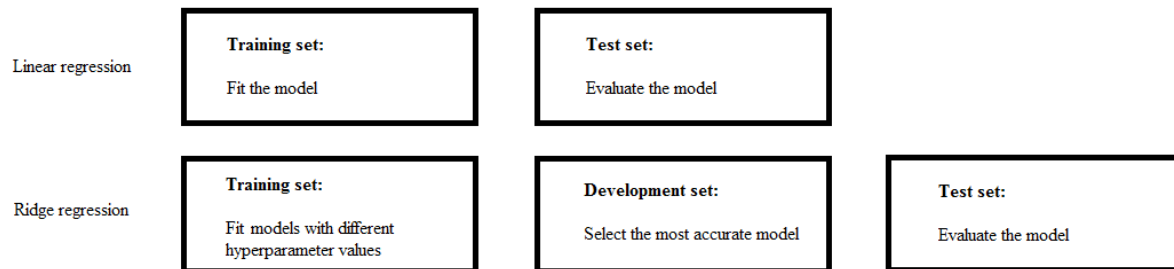 Linear regression
Training set:
Fit the model
Test set:
Evaluate the model
Ridge regression
Training set:
Fit models with different
hyperparameter values
Development set:
Select the most accurate model
Test set:
Evaluate the model